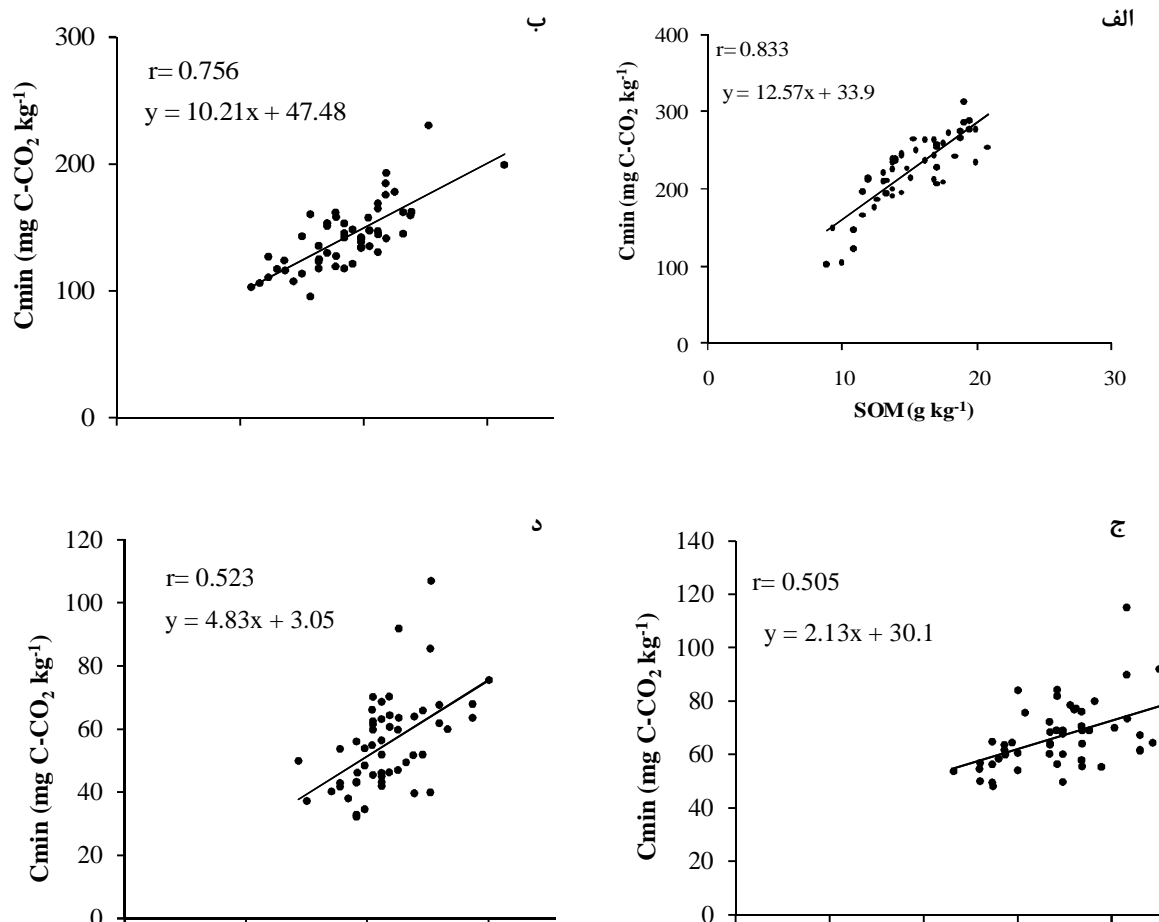 الف
r=0.833
y = 12.57x + 33.9
400
300
200
100
0
0 10 20 30
SOM (g kg-1)
Cmin (mg C-CO2 kg-1)
ب
r= 0.756
y = 10.21x + 47.48
300
200
100
0
Cmin (mg C-CO2 kg-1)
ج
r= 0.505
y = 2.13x + 30.1
140
120
100
80
60
40
20
0
Cmin (mg C-CO2 kg-1)
د
r= 0.523
y = 4.83x + 3.05
120
100
80
60
40
20
0
Cmin (mg C-CO2 kg-1)